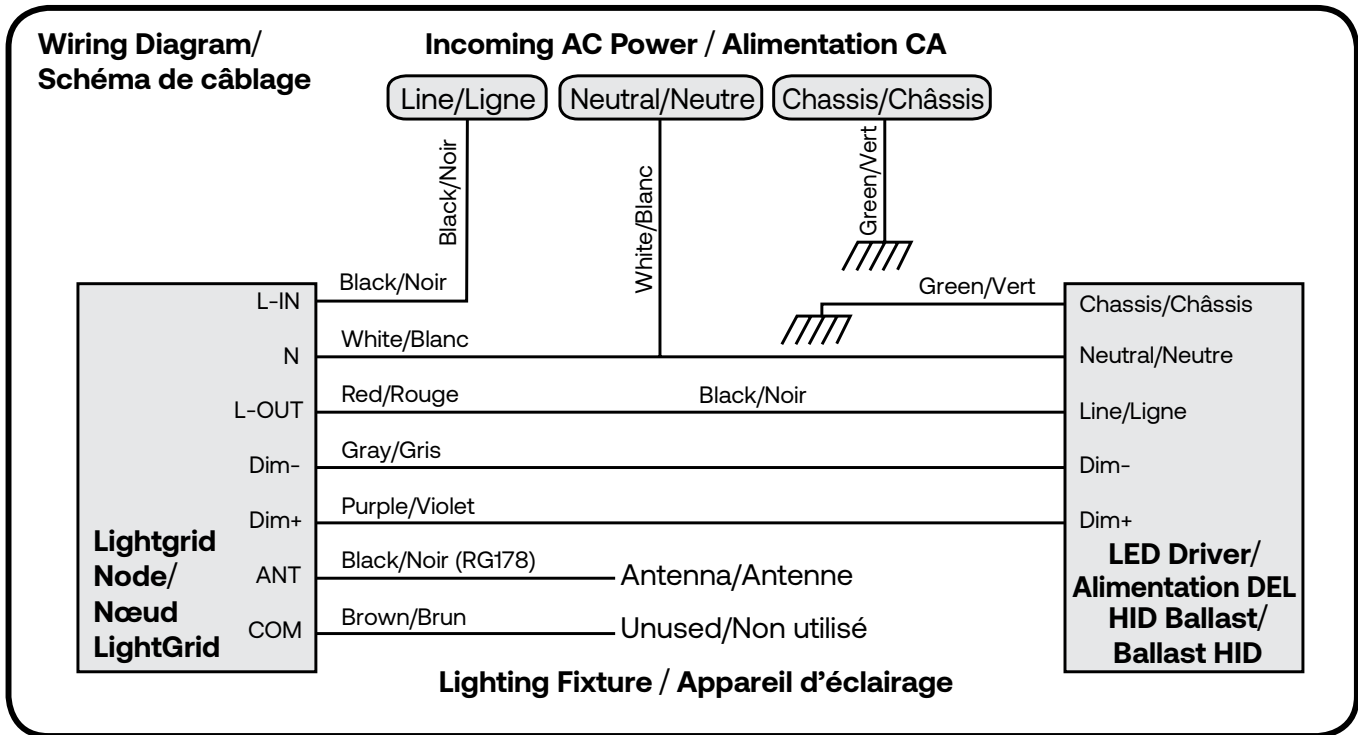 Wiring Diagram/
Schéma de câblage
Incoming AC Power / Alimentation CA
Line/Ligne
Neutral/Neutre
Chassis/Châssis
Black/Noir
White/Blanc
Green/Vert
L-IN
Black/Noir
Green/Vert
Chassis/Châssis
N
White/Blanc
Neutral/Neutre
L-OUT
Red/Rouge
Black/Noir
Line/Ligne
Dim-
Gray/Gris
Dim-
Dim+
Purple/Violet
Dim+
Lightgrid
Node/
Nœud
LightGrid
ANT
Black/Noir (RG178)
Antenna/Antenne
COM
Brown/Brun
Unused/Non utilisé
LED Driver/
Alimentation DEL
HID Ballast/
Ballast HID
Lighting Fixture / Appareil d'éclairage